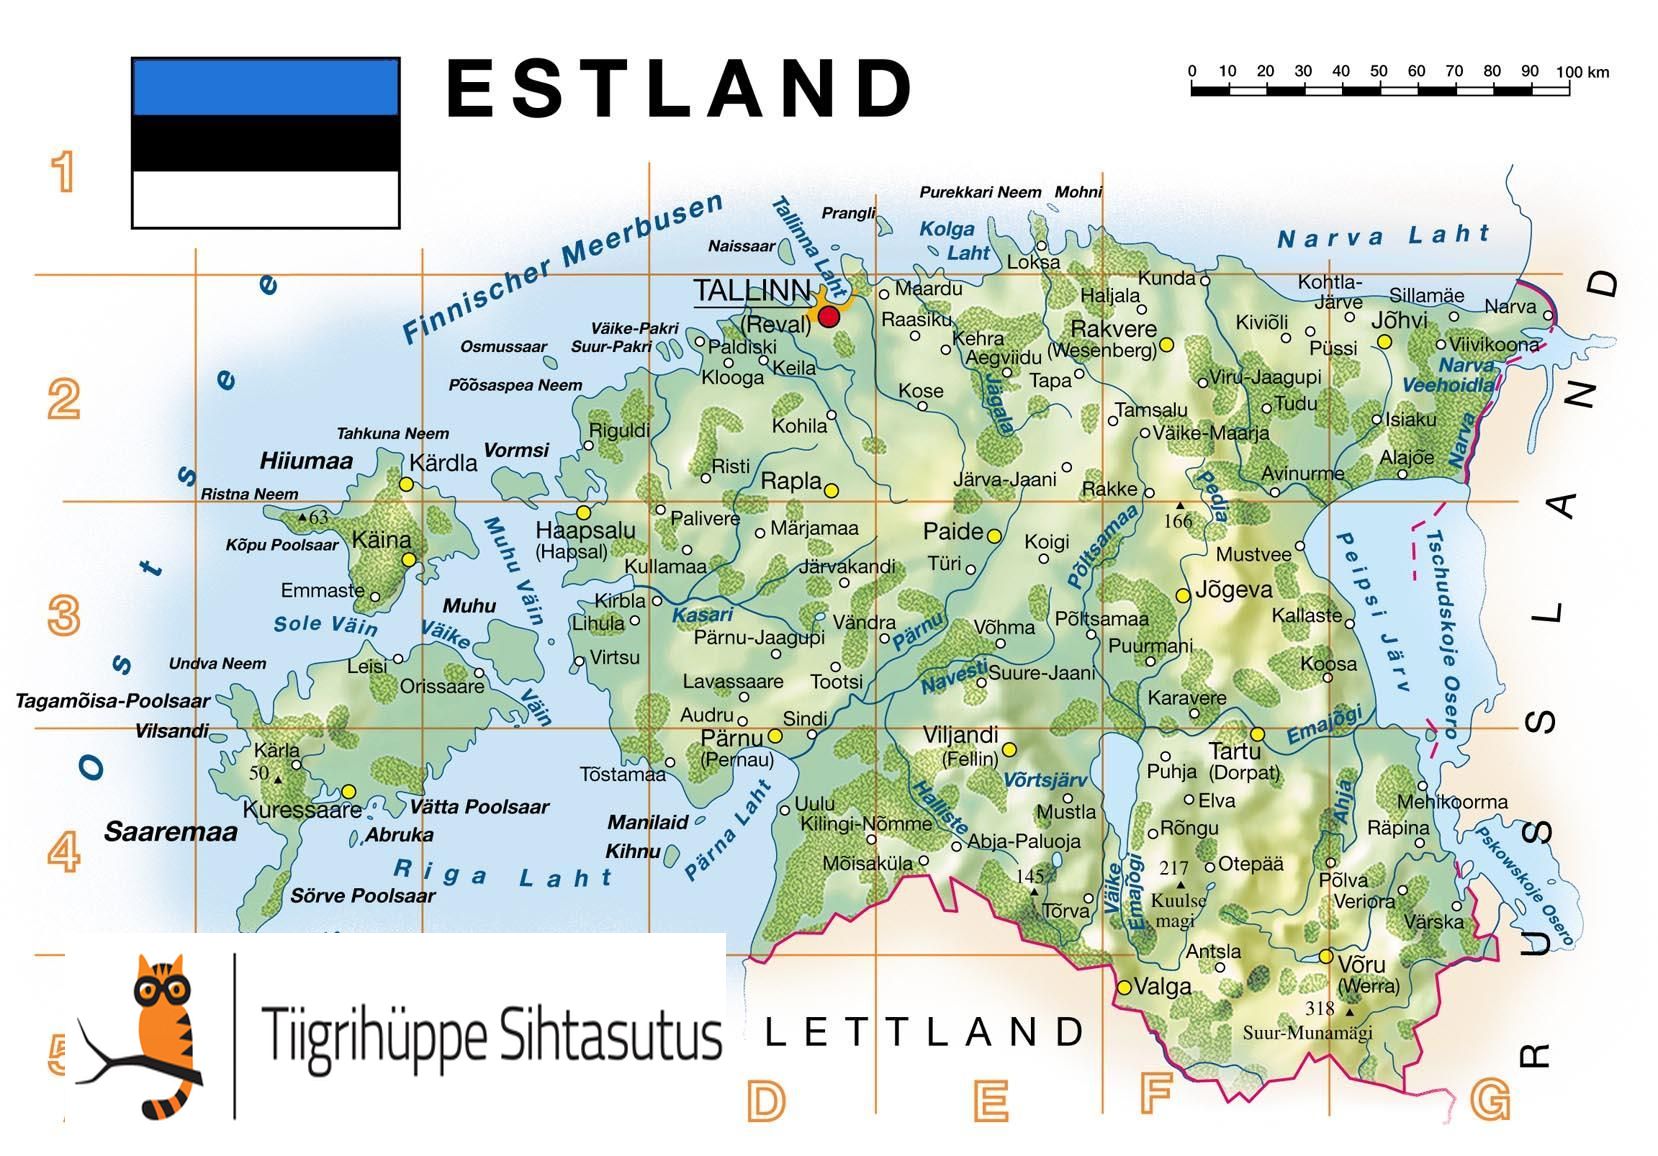 ESTLAND
0 10 20 30 40 50 60 70 80 90 100 km
1
Purekkari Neem
Mohni
Prangli
Tallinna Laht
Finnischer Meerbusen
Kolga
Laht
Narva Laht
Naissaar
Loksa
TALLINN
(Reval)
Maardu
Kunda
Kohtla-
Järve
Sillamäe
Narva
Haljala
Raasiku
Kiviõli
Jõhvi
Väike-Pakri
Suur-Pakri
Osmussaar
Paldiski
Kehra
Rakvere
(Wesenberg)
Püssi
Viivikoona
Klooga
Keila
Aegviidu
Tapa
Viru-Jaagupi
Narva
Veehoidla
2
Põõsaspea Neem
Kose
Jägala
Tudu
Kohila
Tamsalu
Väike-Maarja
Isiaku
Narva
Riguldi
Tahkuna Neem
Vormsi
Hiiumaa
Kärdla
Risti
Rapla
Järva-Jaani
Rakke
Avinurme
Alajõe
Ristna Neem
63
Palivere
Märjamaa
Paide
Koigi
Pedja
166
Haapsalu
(Hapsal)
Käina
Kõpu Poolsaar
Kullamaa
Järvakandi
Türi
Põltsamaa
Mustvee
Peipsi Järv
Tschudskoje Osero
Muhu Väin
Emmaste
Jõgeva
3
Muhu
Kirbla
Kasari
Lihula
Sole Väin
Väike
Väin
Pärnu-Jaagupi
Vändra
Pärnu
Võhma
Põltsamaa
Kallaste
Undva Neem
Leisi
Orissaare
Virtsu
Puurmani
Koosa
Navesti
Suure-Jaani
Tagamõisa-Poolsaar
Lavassaare
Tootsi
Karavere
Vilsandi
Audru
Sindi
Pärnu
(Pernau)
Viljandi
(Fellin)
Emajõgi
Tartu
(Dorpat)
Kärla
50
Tõstamaa
Võrtsjärv
Puhja
Kuressaare
Vätta Poolsaar
Elva
Mehikoorma
Uulu
Mustla
Ahja
Saaremaa
Abruka
Manilaid
Kihnu
Pärna Laht
Kilingi-Nõmme
Halliste
Abja-Paluoja
Rõngu
Räpina
4
Riga Laht
Mõisaküla
145
217
Kuulse
magi
Otepää
Põlva
Veriora
Pskowskoje Osero
Väike
Emajõgi
Sörve Poolsaar
Tõrva
Värska
Antsla
Võru
(Werra)
Valga
318
Suur-Munamägi
Ostsee
RUSSLAND
LETTLAND
5
Tiigrihüppe Sihtasutus
D
E
F
G